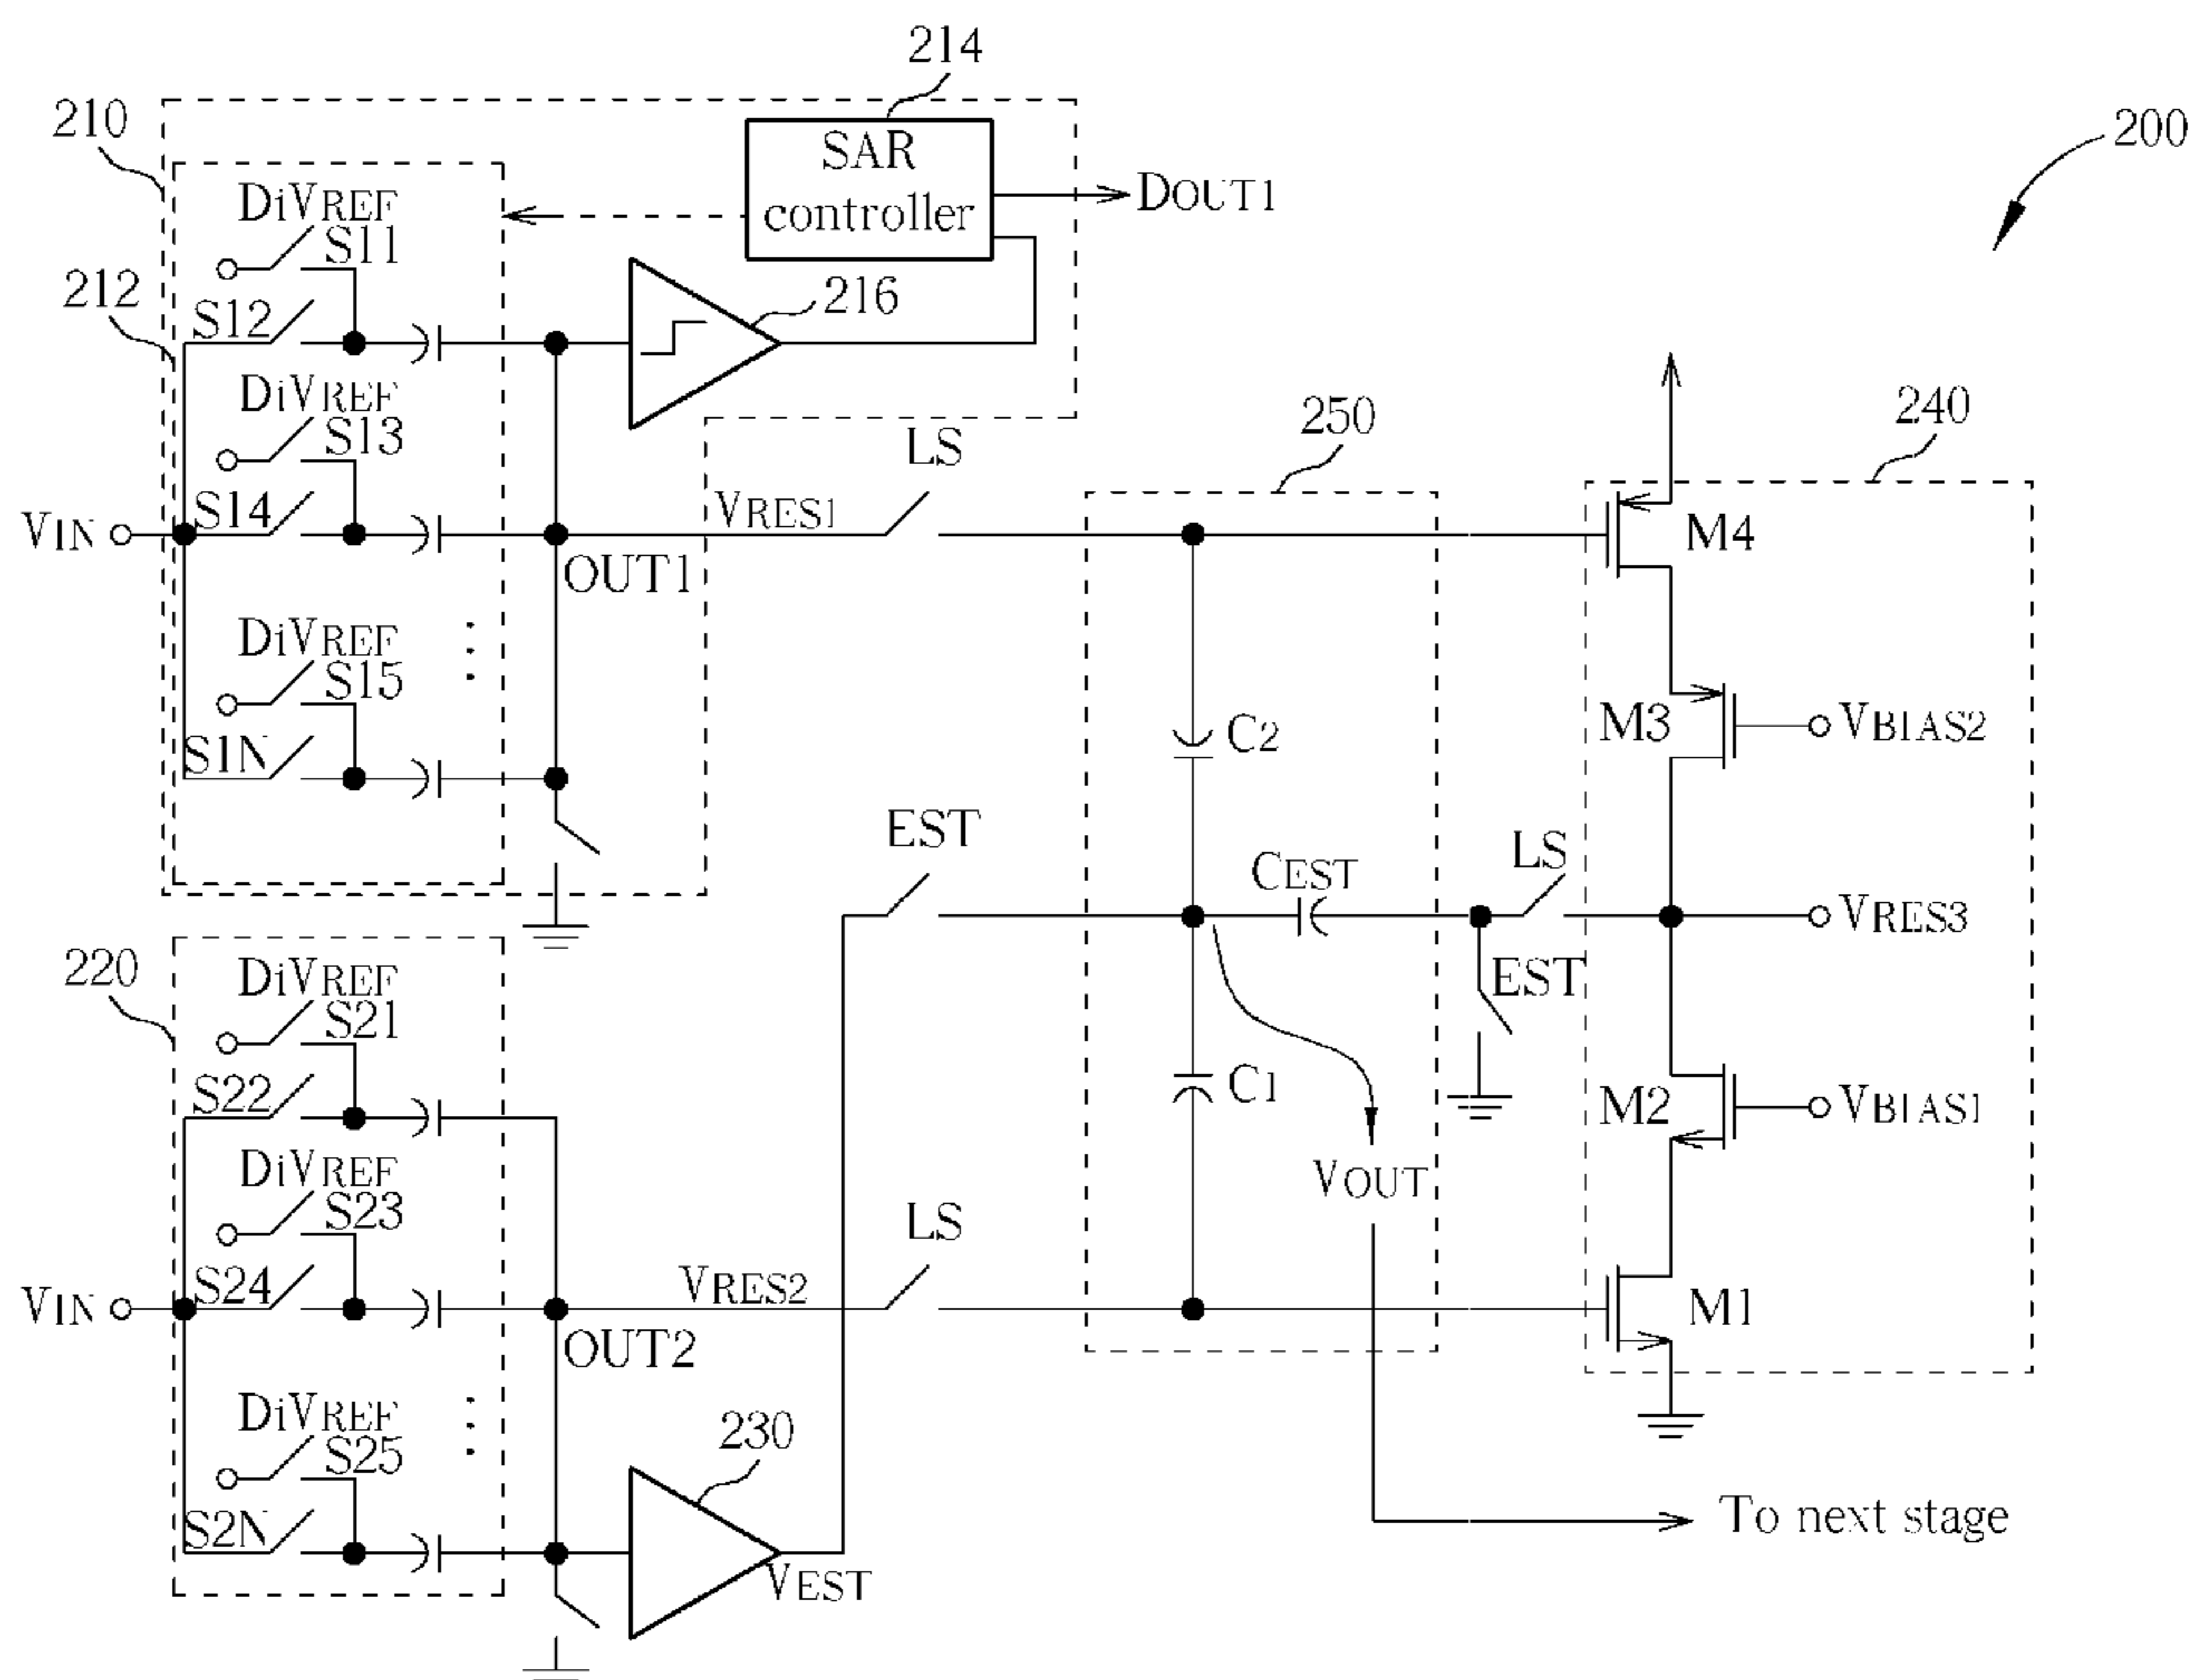 214
210
200
SAR
controller
DOUT1
DiVREF
S11
212
S12
216
DiVREF
S13
250
240
LS
VIN
S14
VRES1
M4
OUT1
DiVREF
S15
S1N
C2
M3
VBIAS2
EST
CEST
LS
VRES3
220
DiVREF
S21
EST
S22
C1
M2
VBIAS1
DiVREF
S23
VOUT
LS
VIN
S24
VRES2
M1
OUT2
DiVREF
S25
230
S2N
VEST
To next stage